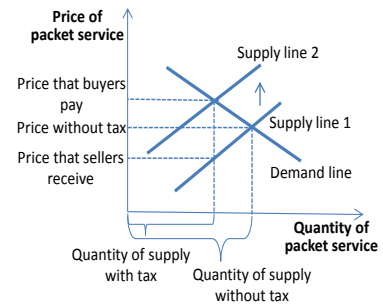 Price of
packet service
Supply line 2
Price that buyers
pay
Price without tax
Supply line 1
Price that sellers
receive
Demand line
Quantity of
packet service
Quantity of supply
with tax
Quantity of supply
without tax